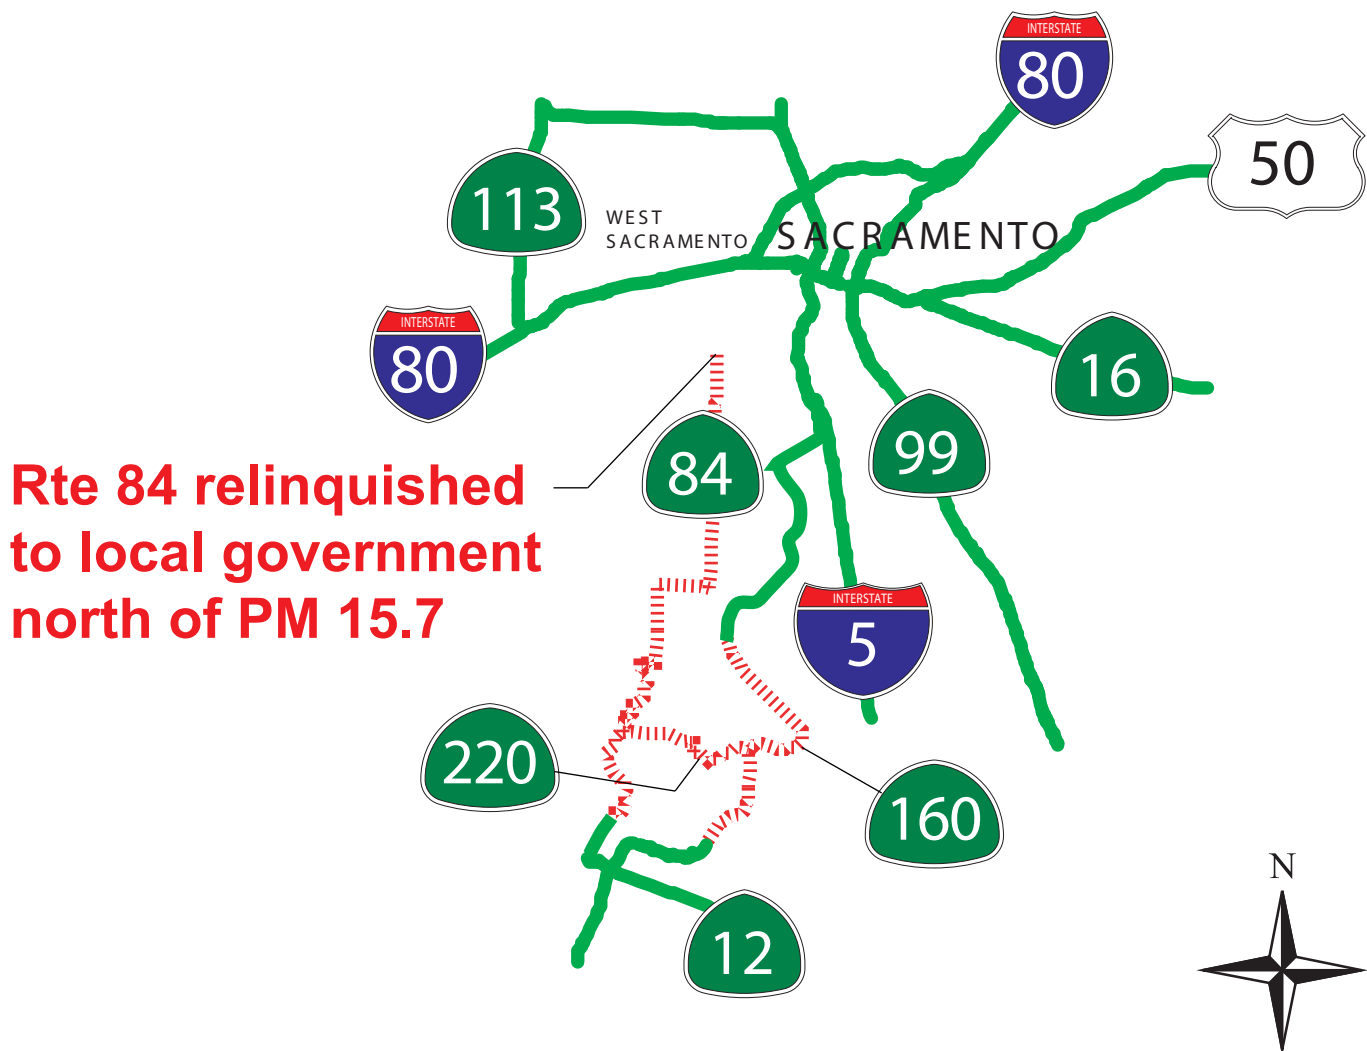 INTERSTATE
80
50
113
WEST
SACRAMENTO
SACRAMENTO
INTERSTATE
80
16
84
99
Rte 84 relinquished
to local government
north of PM 15.7
INTERSTATE
5
220
160
N
12